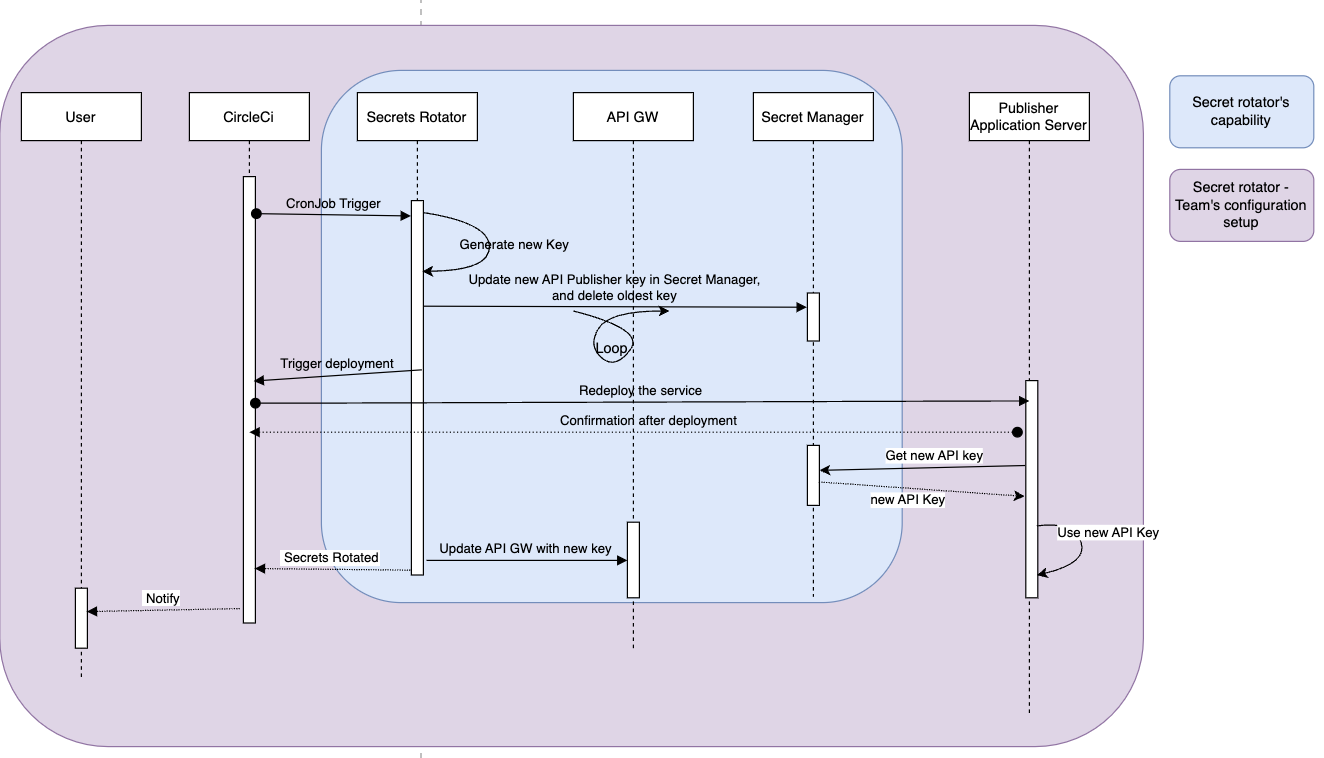 User
CircleCi
Secrets Rotator
API GW
Secret Manager
Publisher
Application Server
Secret rotator's
capability
Secret rotator -
Team's configuration
setup
CronJob Trigger
Generate new Key
Update new API Publisher key in Secret Manager,
and delete oldest key
Loop
Trigger deployment
Redeploy the service
Confirmation after deployment
Get new API key
new API Key
Use new API Key
Update API GW with new key
Secrets Rotated
Notify